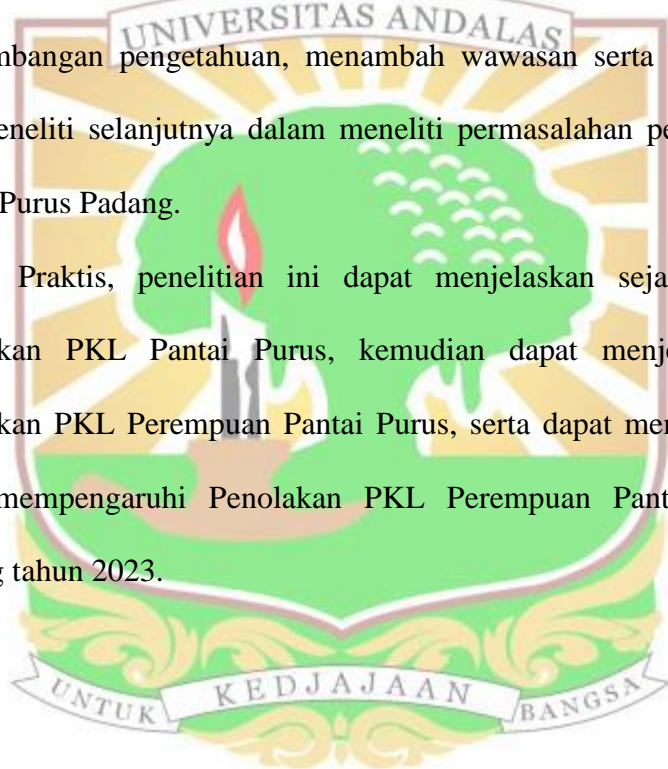 UNIVERSITAS ANDALAS
mbangan pengetahuan, menambah wawasan serta
eneliti selanjutnya dalam meneliti permasalahan pe
Purus Padang.
Praktis, penelitian ini dapat menjelaskan seja
kan PKL Pantai Purus, kemudian dapat menj
kan PKL Perempuan Pantai Purus, serta dapat men
mempengaruhi Penolakan PKL Perempuan Pant
tahun 2023.
UNTUK KEDJAJAAN BANGSA